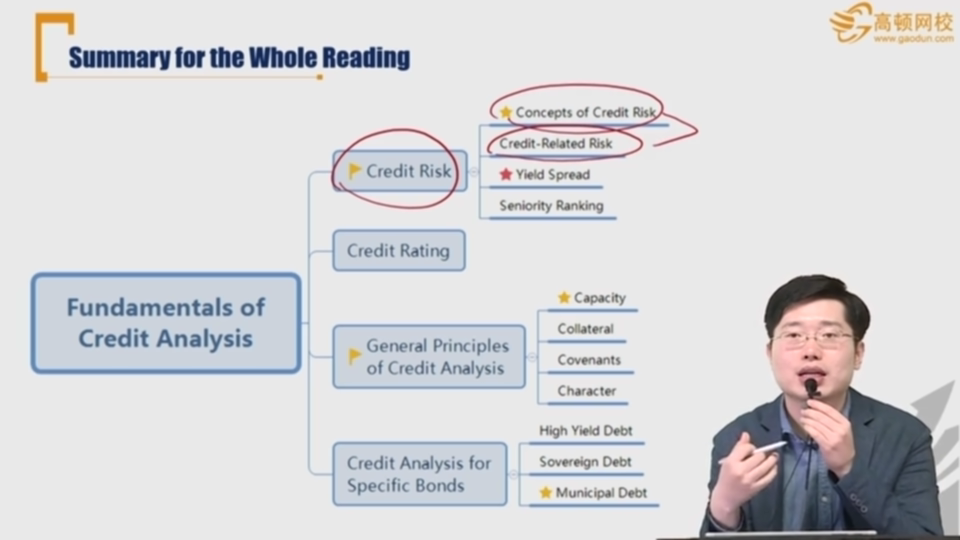 高顿网校
www.gaodun.com
Summary for the Whole Reading
Concepts of Credit Risk
Credit-Related Risk
Credit Risk
Yield Spread
Seniority Ranking
Credit Rating
Fundamentals of
Credit Analysis
Capacity
General Principles
of Credit Analysis
Collateral
Covenants
Character
High Yield Debt
Credit Analysis for
Specific Bonds
Sovereign Debt
Municipal Debt